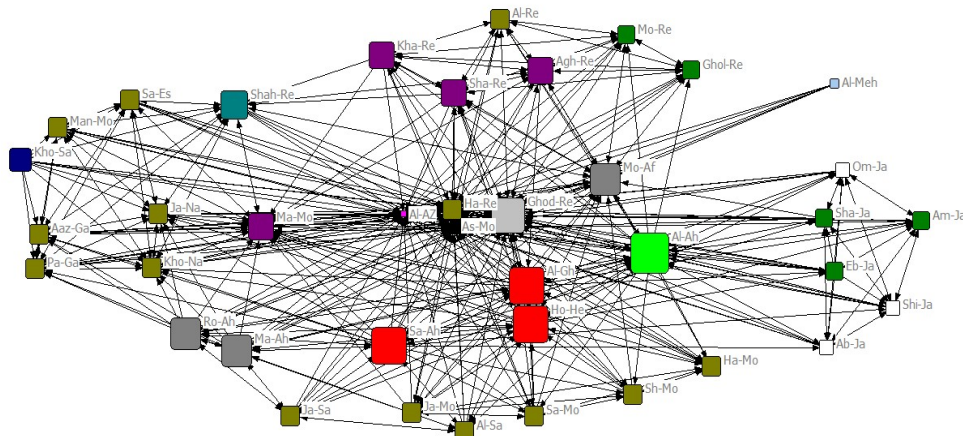 Al-Re
Mo-Re
Kha-Re
Agh-Re
Ghol-Re
Al-Meh
Sha-Re
Sa-Es
Shah-Re
Man-Mo
Kho-Sa
Mo-Af
Om-Ja
Ha-Re
Ghod-Re
Ja-Na
Al-AZ
Ma-Mo
As-Mo
Sha-Ja
Am-Ja
Aaz-Ga
Al-Ah
Pa-Ga
Kho-Na
Al-Gh
Eb-Ja
Shi-Ja
Ho-He
Ro-Ah
Sa-Ah
Ma-Ah
Ab-Ja
Ha-Mo
Sh-Mo
Ja-Sa
Ja-Mo
Sa-Mo
Al-Sa